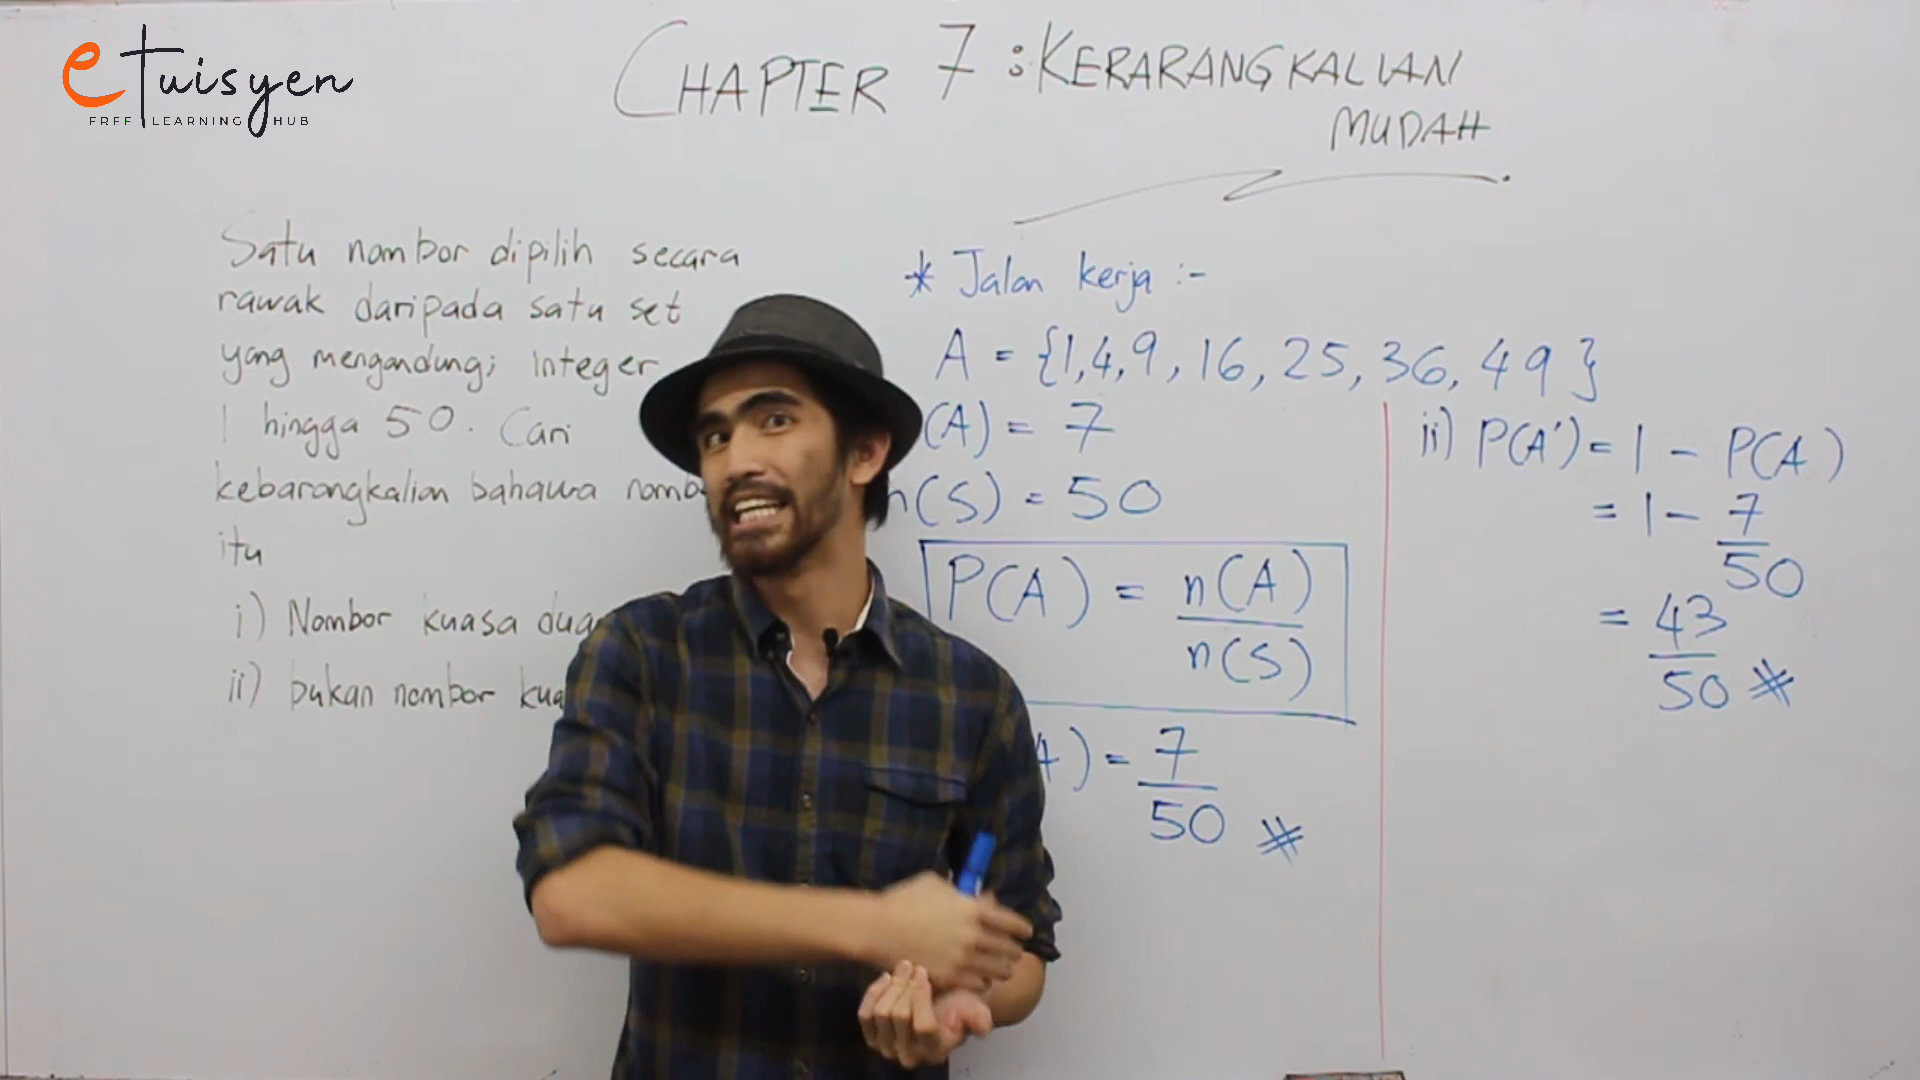 eTuisyen
FREE LEARNING HUB
CHAPTER 7 : KERARANGKALIAN
MUDAH
Satu nombor dipilih secara
rawak daripada satu set
yang mengandungi integer
1 hingga 50. Cari
kebarangkalian bahawa
itu
i) Nombor kuasa
ii) bukan nombor
* Jalan kerja :-
A = {1,4,9,16,25,36,49}
(A) = 7
n(S) = 50
P(A) = n(A)
n(S)
) = 7
50
ii) P(A') = 1 - P(A)
= 1 - 7
50
= 43
50